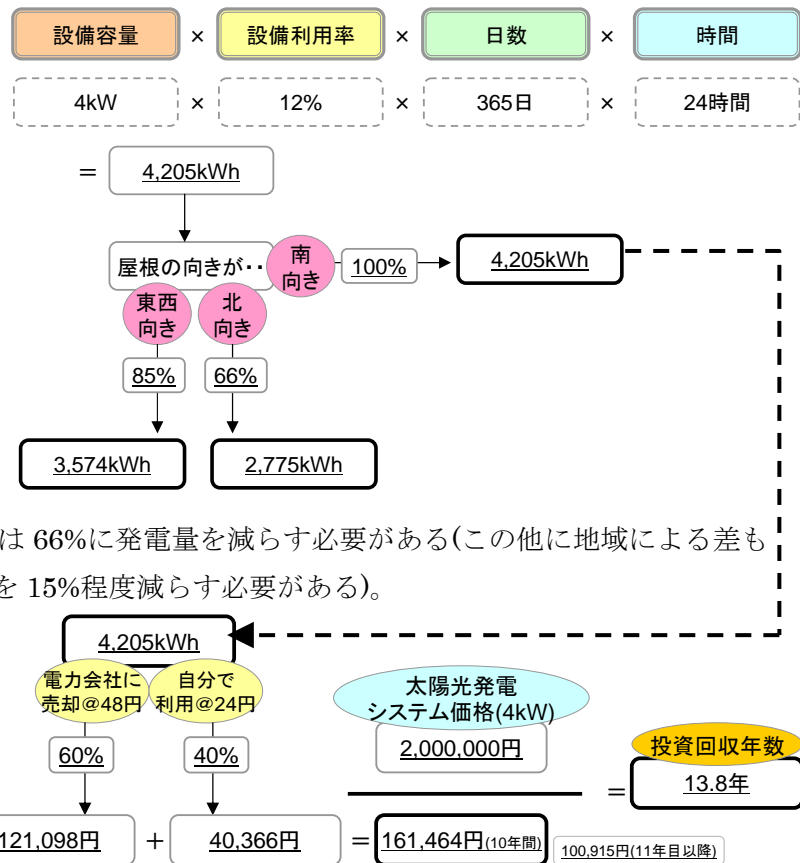 設備容量 × 設備利用率 × 日数 × 時間
4kW × 12% × 365日 × 24時間
= 4,205kWh
屋根の向きが・・
南
向き
100%
4,205kWh
東西
向き
北
向き
85%
66%
3,574kWh
2,775kWh
は 66%に発電量を減らす必要がある(この他に地域による差も
を 15%程度減らす必要がある)。
4,205kWh
電力会社に
売却@48円
自分で
利用@24円
60%
40%
太陽光発電
システム価格(4kW)
2,000,000円
投資回収年数
= 13.8年
121,098円 + 40,366円 = 161,464円(10年間)
100,915円(11年目以降)